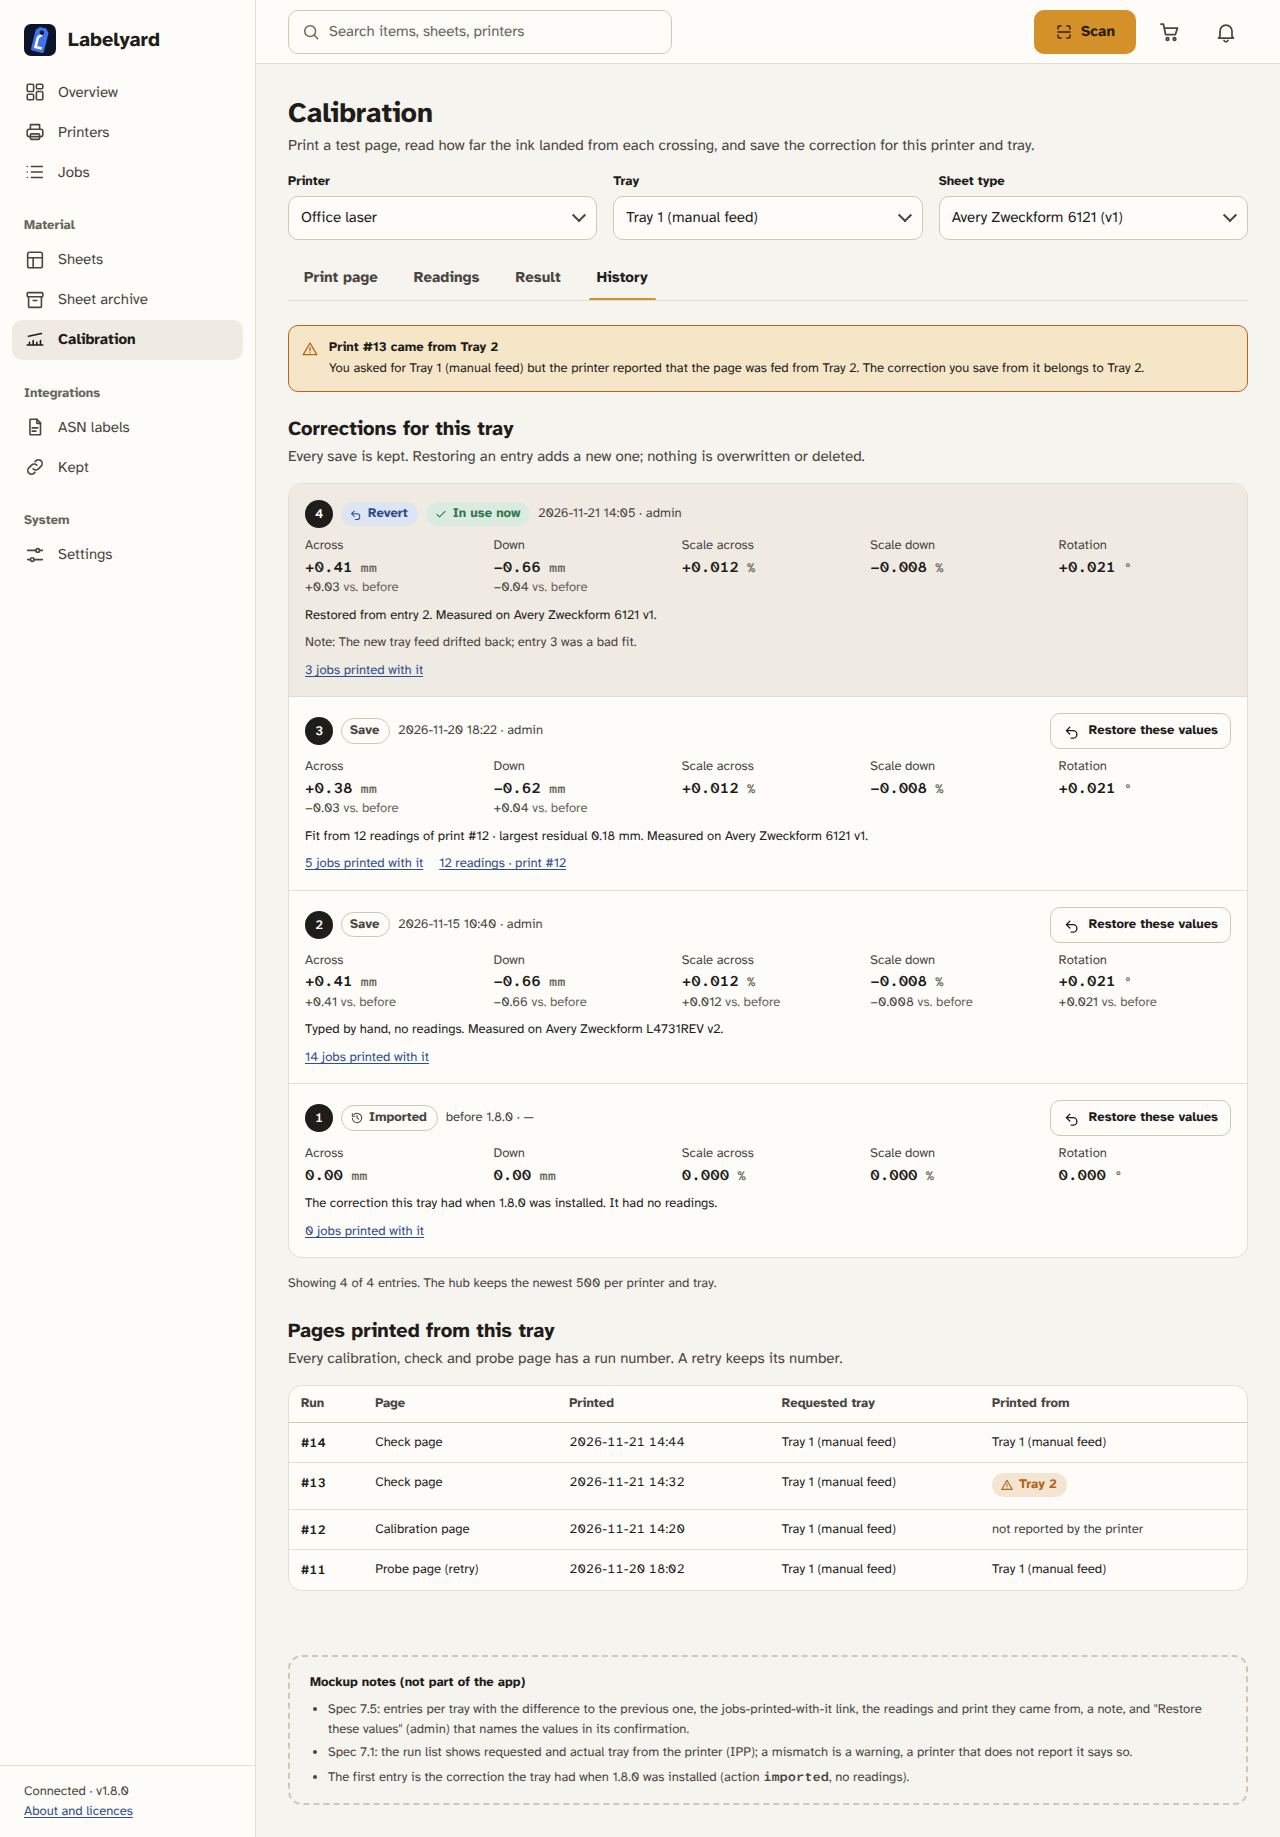 Labelyard
Search items, sheets, printers
Scan
Overview
Printers
Jobs
Material
Sheets
Sheet archive
Calibration
Integrations
ASN labels
Kept
System
Settings
Connected · v1.8.0
About and licences
Calibration
Print a test page, read how far the ink landed from each crossing, and save the correction for this printer and tray.
Printer Tray Sheet type
Office laser Tray 1 (manual feed) Avery Zweckform 6121 (v1)
Print page Readings Result History
Print #13 came from Tray 2
You asked for Tray 1 (manual feed) but the printer reported that the page was fed from Tray 2. The correction you save from it belongs to Tray 2.
Corrections for this tray
Every save is kept. Restoring an entry adds a new one; nothing is overwritten or deleted.
4 Revert In use now 2026-11-21 14:05 · admin
Across Down Scale across Scale down Rotation
+0.41 mm −0.66 mm +0.012 % −0.008 % +0.021 °
+0.03 vs. before −0.04 vs. before
Restored from entry 2. Measured on Avery Zweckform 6121 v1.
Note: The new tray feed drifted back; entry 3 was a bad fit.
3 jobs printed with it
3 Save 2026-11-20 18:22 · admin Restore these values
Across Down Scale across Scale down Rotation
+0.38 mm −0.62 mm +0.012 % −0.008 % +0.021 °
−0.03 vs. before +0.04 vs. before
Fit from 12 readings of print #12 · largest residual 0.18 mm. Measured on Avery Zweckform 6121 v1.
5 jobs printed with it 12 readings · print #12
2 Save 2026-11-15 10:40 · admin Restore these values
Across Down Scale across Scale down Rotation
+0.41 mm −0.66 mm +0.012 % −0.008 % +0.021 °
+0.41 vs. before −0.66 vs. before +0.012 vs. before −0.008 vs. before +0.021 vs. before
Typed by hand, no readings. Measured on Avery Zweckform L4731REV v2.
14 jobs printed with it
1 Imported before 1.8.0 · — Restore these values
Across Down Scale across Scale down Rotation
0.00 mm 0.00 mm 0.000 % 0.000 % 0.000 °
The correction this tray had when 1.8.0 was installed. It had no readings.
0 jobs printed with it
Showing 4 of 4 entries. The hub keeps the newest 500 per printer and tray.
Pages printed from this tray
Every calibration, check and probe page has a run number. A retry keeps its number.
Run Page Printed Requested tray Printed from
#14 Check page 2026-11-21 14:44 Tray 1 (manual feed) Tray 1 (manual feed)
#13 Check page 2026-11-21 14:32 Tray 1 (manual feed) Tray 2
#12 Calibration page 2026-11-21 14:20 Tray 1 (manual feed) not reported by the printer
#11 Probe page (retry) 2026-11-20 18:02 Tray 1 (manual feed) Tray 1 (manual feed)
Mockup notes (not part of the app)
• Spec 7.5: entries per tray with the difference to the previous one, the jobs-printed-with-it link, the readings and print they came from, a note, and "Restore
these values" (admin) that names the values in its confirmation.
• Spec 7.1: the run list shows requested and actual tray from the printer (IPP); a mismatch is a warning, a printer that does not report it says so.
• The first entry is the correction the tray had when 1.8.0 was installed (action imported, no readings).